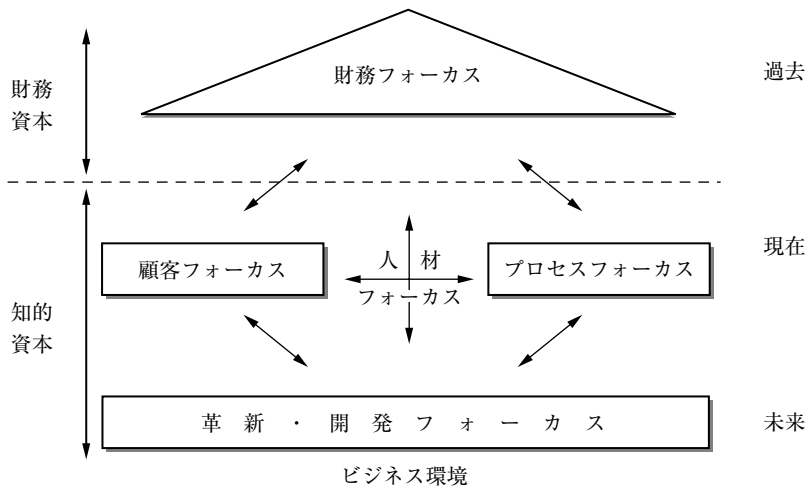 財務フォーカス
過去
財務
資本
人 材
現在
顧客フォーカス
プロセスフォーカス
フォーカス
知的
資本
革 新 ・ 開 発 フ ォ ー カ ス
未来
ビジネス環境